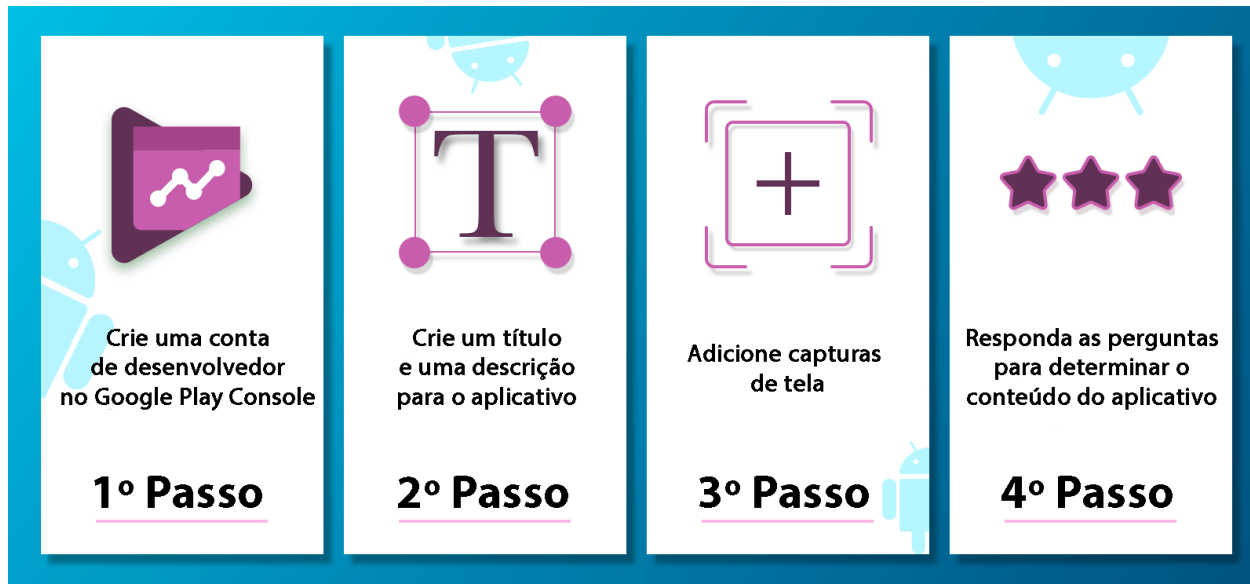 Crie uma conta
de desenvolvedor
no Google Play Console
1º Passo
Crie um título
e uma descrição
para o aplicativo
2º Passo
Adicione capturas
de tela
3º Passo
Responda as perguntas
para determinar o
conteúdo do aplicativo
4º Passo